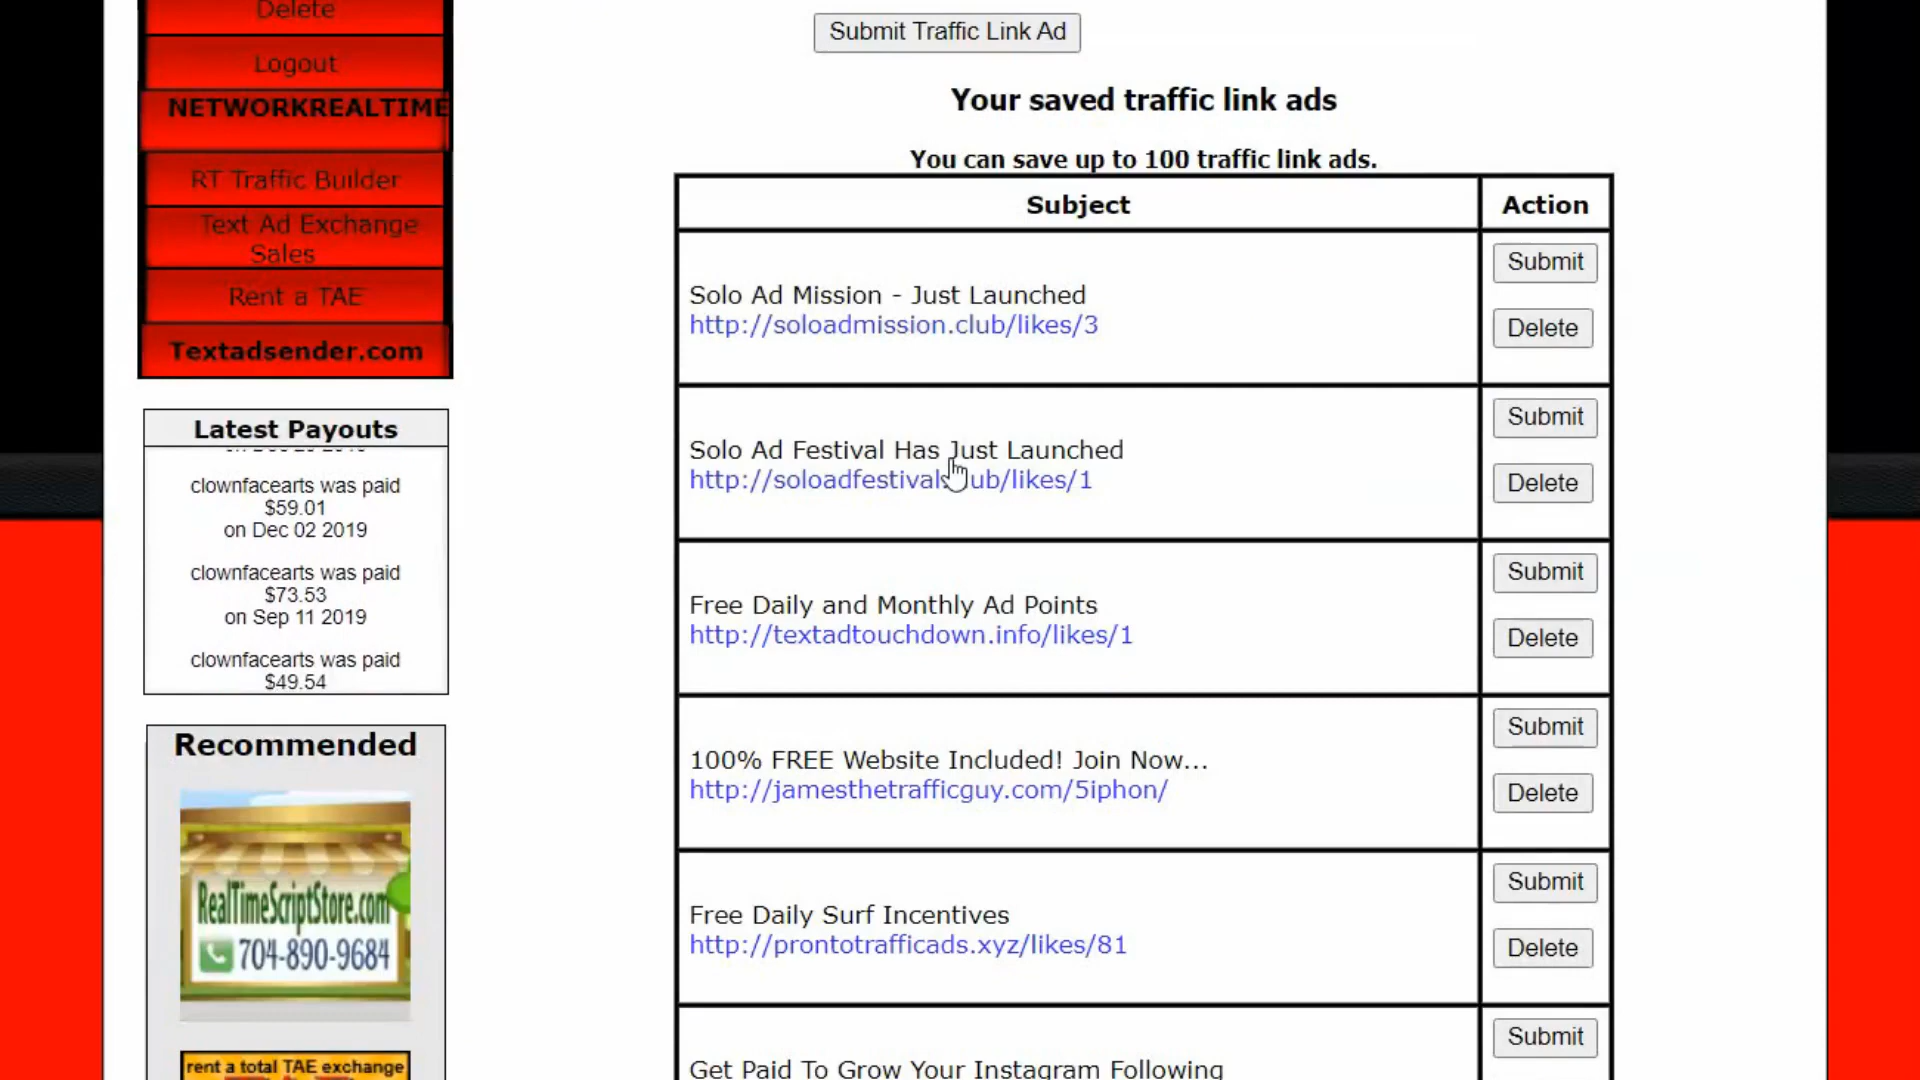 Delete
Logout
NETWORKREALTIME
RT Traffic Builder
Text Ad Exchange
Sales
Rent a TAE
Textadsender.com
Latest Payouts
clownfacearts was paid
$59.01
on Dec 02 2019
clownfacearts was paid
$73.53
on Sep 11 2019
clownfacearts was paid
$49.54
Recommended
RealTimeScriptStore.com
704-890-9684
rent a total TAE exchange
Submit Traffic Link Ad
Your saved traffic link ads
You can save up to 100 traffic link ads.
Subject
Action
Solo Ad Mission - Just Launched
http://soloadmission.club/likes/3
Submit
Delete
Solo Ad Festival Has Just Launched
http://soloadfestival.club/likes/1
Submit
Delete
Free Daily and Monthly Ad Points
http://textadtouchdown.info/likes/1
Submit
Delete
100% FREE Website Included! Join Now...
http://jamesthetrafficguy.com/5iphon/
Submit
Delete
Free Daily Surf Incentives
http://prontotrafficads.xyz/likes/81
Submit
Delete
Get Paid To Grow Your Instagram Following
Submit